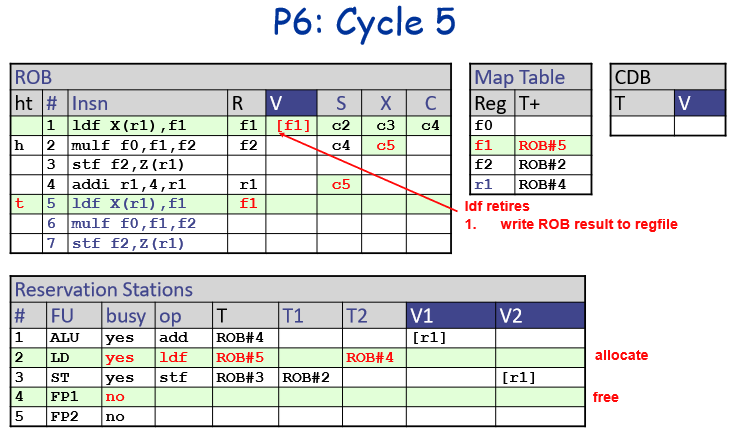 P6: Cycle 5
ROB
ht # Insn R V S X C
1 ldf X(r1),f1 f1 [f1] c2 c3 c4
h 2 mulf f0,f1,f2 f2 c4 c5
3 stf f2,Z(r1)
4 addi r1,4,r1 r1 c5
t 5 ldf X(r1),f1 f1
6 mulf f0,f1,f2
7 stf f2,Z(r1)
Map Table
Reg T+
f0
f1 ROB#5
f2 ROB#2
r1 ROB#4
CDB
T V
ldf retires
1. write ROB result to regfile
Reservation Stations
# FU busy op T T1 T2 V1 V2
1 ALU yes add ROB#4 [r1]
2 LD yes ldf ROB#5 ROB#4
3 ST yes stf ROB#3 ROB#2 [r1]
4 FP1 no
5 FP2 no
allocate
free